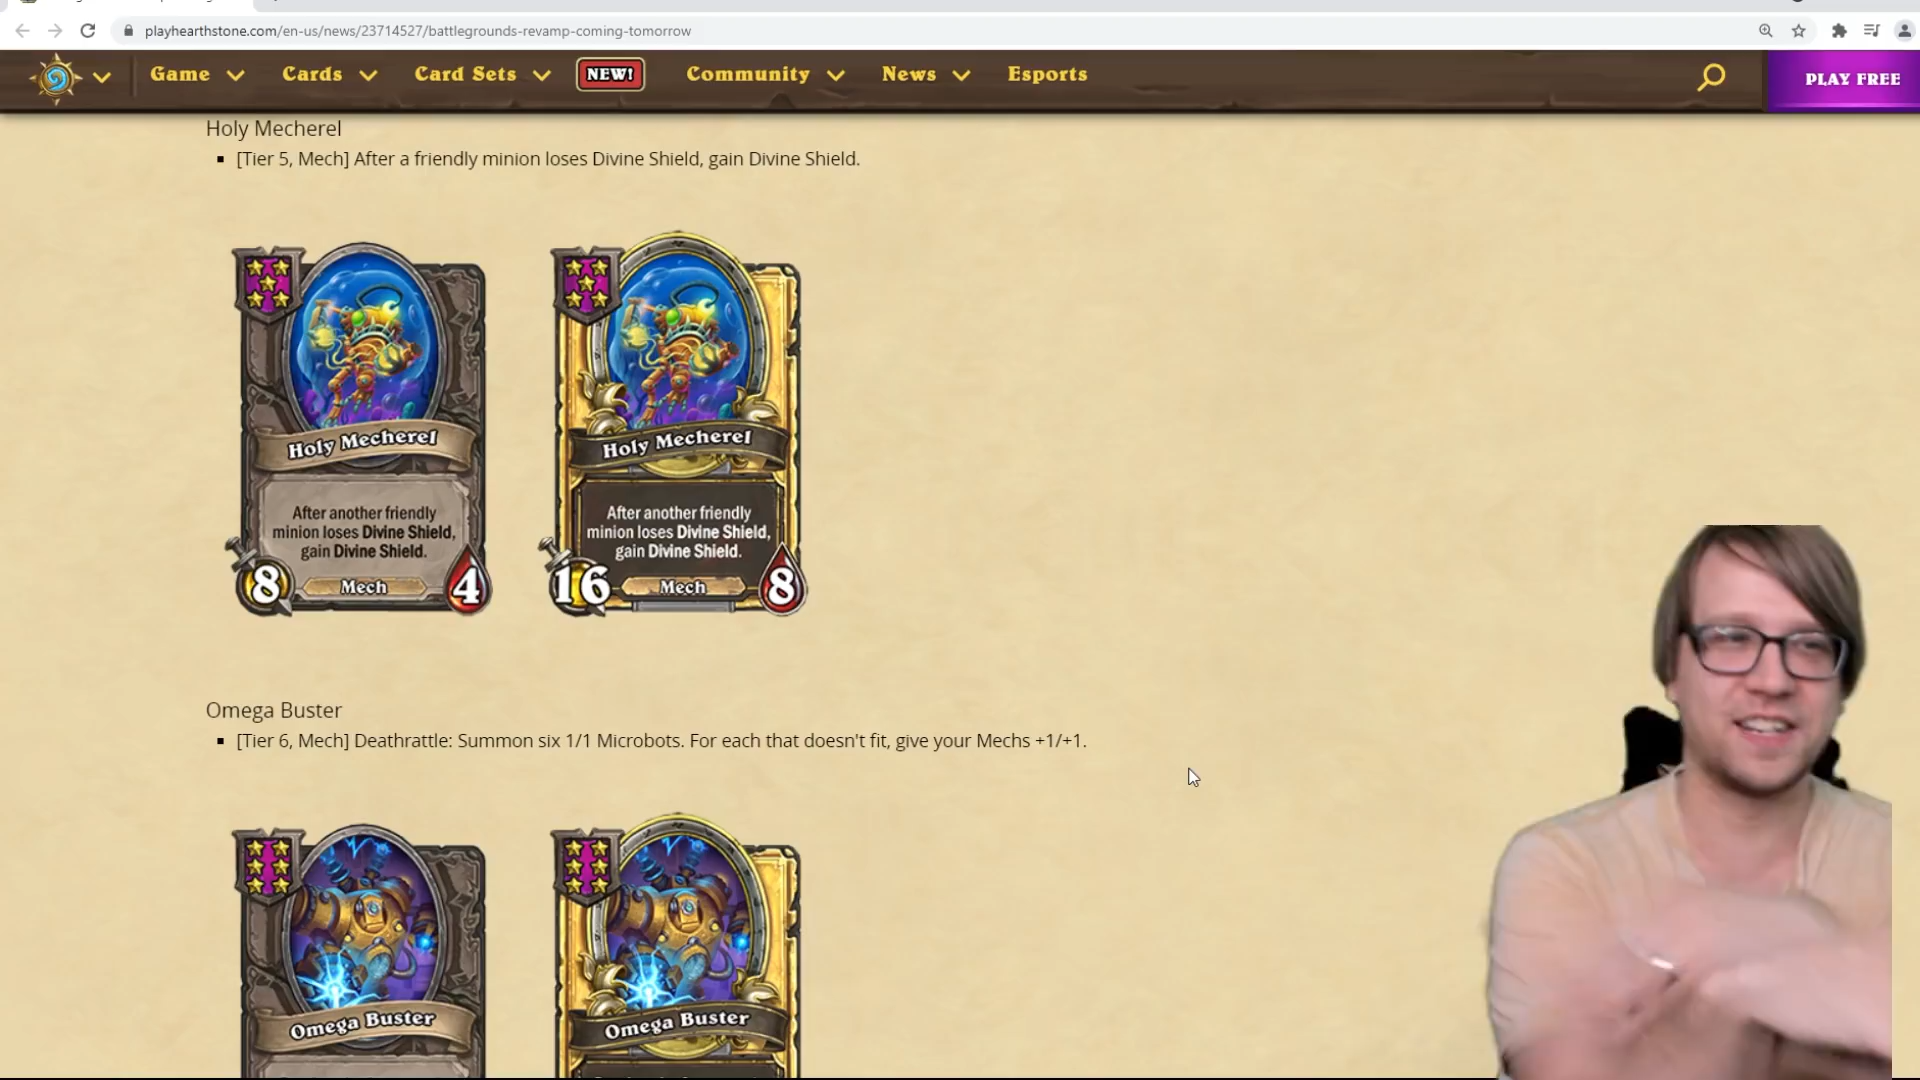 playhearthstone.com/en-us/news/23714527/battlegrounds-revamp-coming-tomorrow
Game Cards Card Sets NEW! Community News Esports PLAY FREE
Holy Mecherel
[Tier 5, Mech] After a friendly minion loses Divine Shield, gain Divine Shield.
Holy Mecherel
After another friendly
minion loses Divine Shield,
gain Divine Shield.
8 Mech 4
Holy Mecherel
After another friendly
minion loses Divine Shield,
gain Divine Shield.
16 Mech 8
Omega Buster
[Tier 6, Mech] Deathrattle: Summon six 1/1 Microbots. For each that doesn't fit, give your Mechs +1/+1.
Omega Buster
Omega Buster